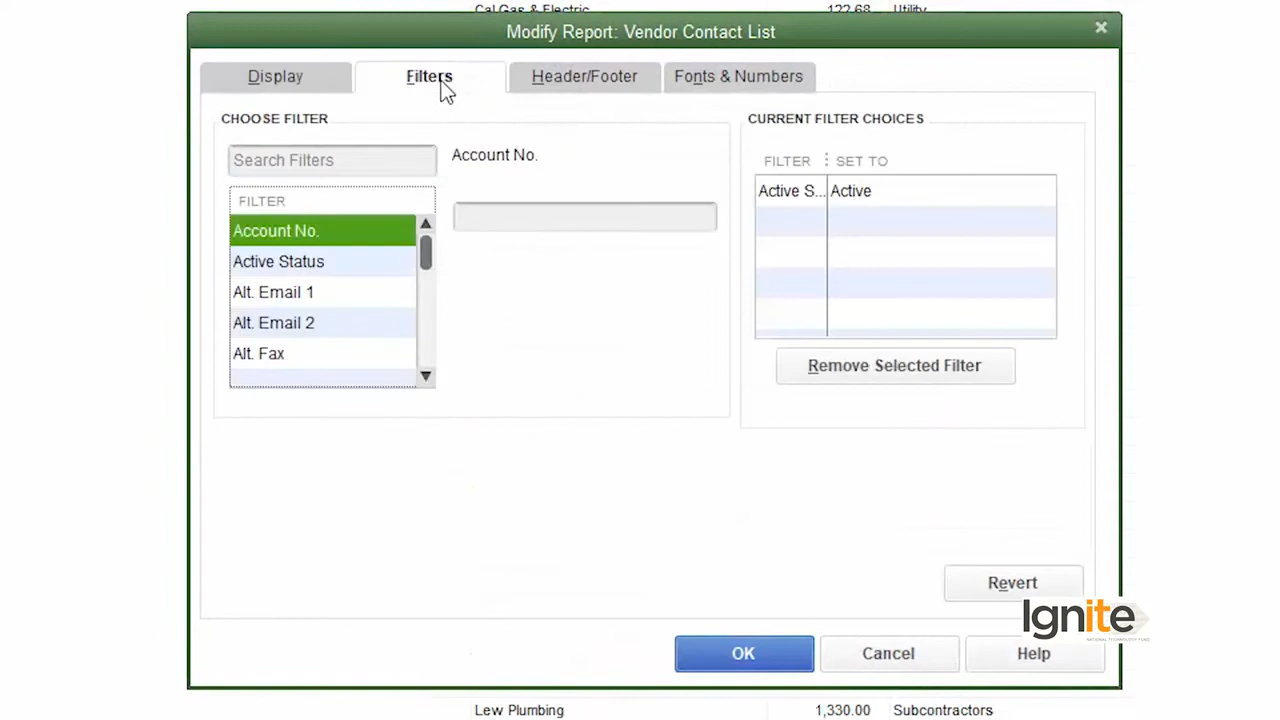 Cal Gas & Electric 122.68 Utility
Modify Report: Vendor Contact List
Display Filters Header/Footer Fonts & Numbers
CHOOSE FILTER
Search Filters
FILTER
Account No.
Active Status
Alt. Email 1
Alt. Email 2
Alt. Fax
Account No.
CURRENT FILTER CHOICES
FILTER SET TO
Active S... Active
Remove Selected Filter
Revert
Ignite
NATIONAL TECHNOLOGY FUND
OK Cancel Help
Lew Plumbing 1,330.00 Subcontractors